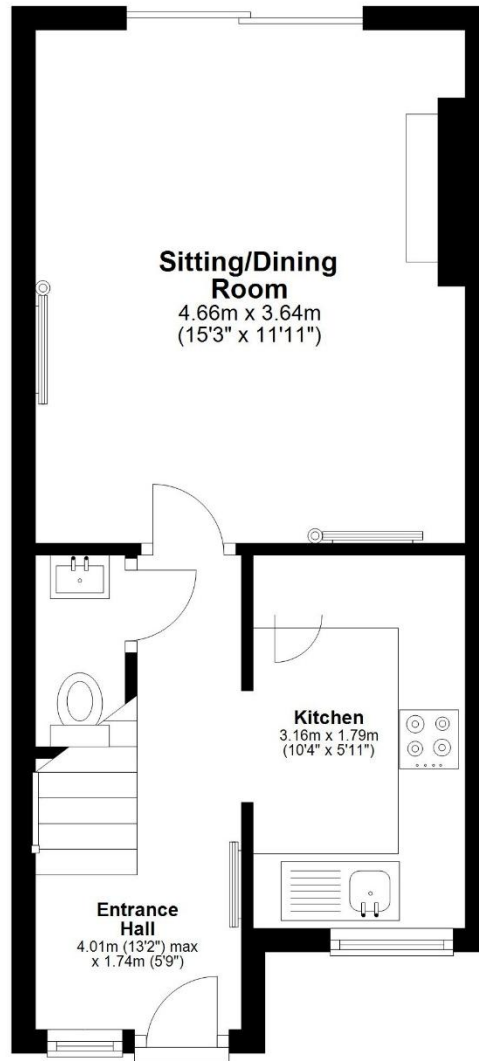 Sitting/Dining
Room
4.66m x 3.64m
(15'3" x 11'11")
Kitchen
3.16m x 1.79m
(10'4" x 5'11")
Entrance
Hall
4.01m (13'2") max
x 1.74m (5'9")